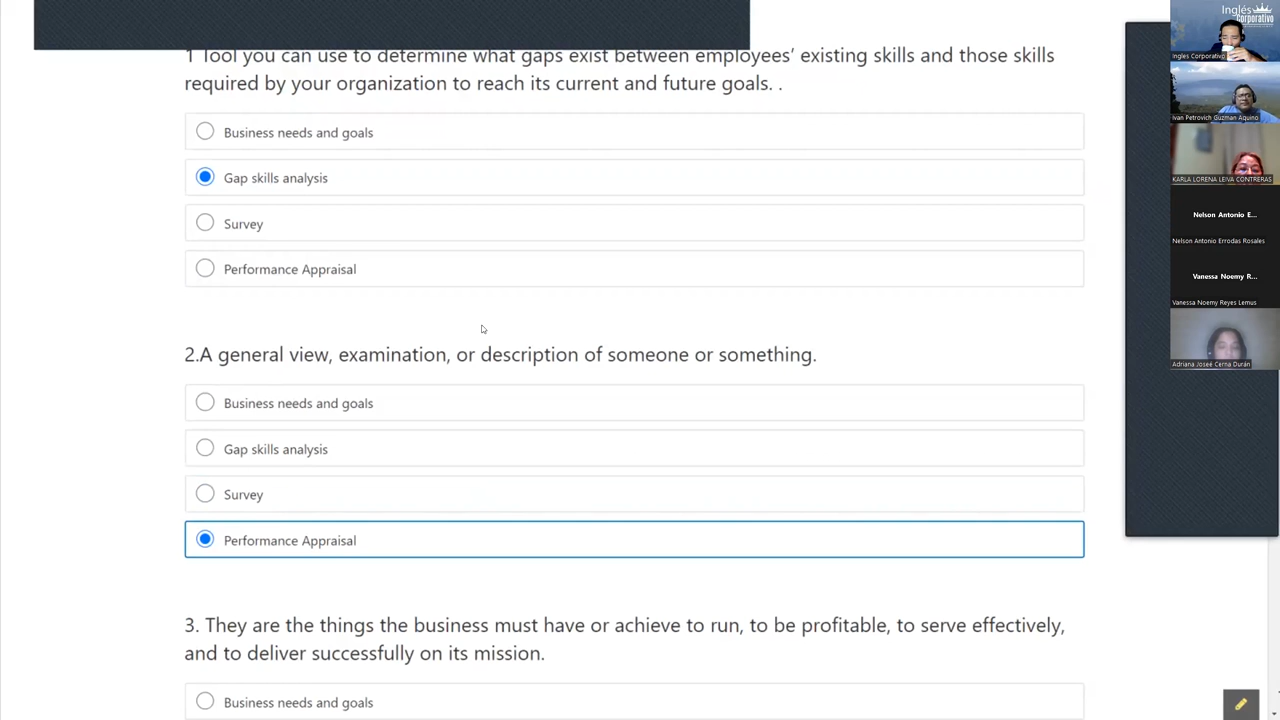 1 Tool you can use to determine what gaps exist between employees' existing skills and those skills
required by your organization to reach its current and future goals. .
Business needs and goals
Gap skills analysis
Survey
Performance Appraisal
2.A general view, examination, or description of someone or something.
Business needs and goals
Gap skills analysis
Survey
Performance Appraisal
3. They are the things the business must have or achieve to run, to be profitable, to serve effectively,
and to deliver successfully on its mission.
Business needs and goals
Inglés
Corporativo
Ingles Corporativo
Ivan Petrovich Guzman Aquino
KARLA LORENA LEIVA CONTRERAS
Nelson Antonio E...
Nelson Antonio Errodas Rosales
Vanessa Noemy R...
Vanessa Noemy Reyes Lemus
Adriana Joseé Cerna Durán